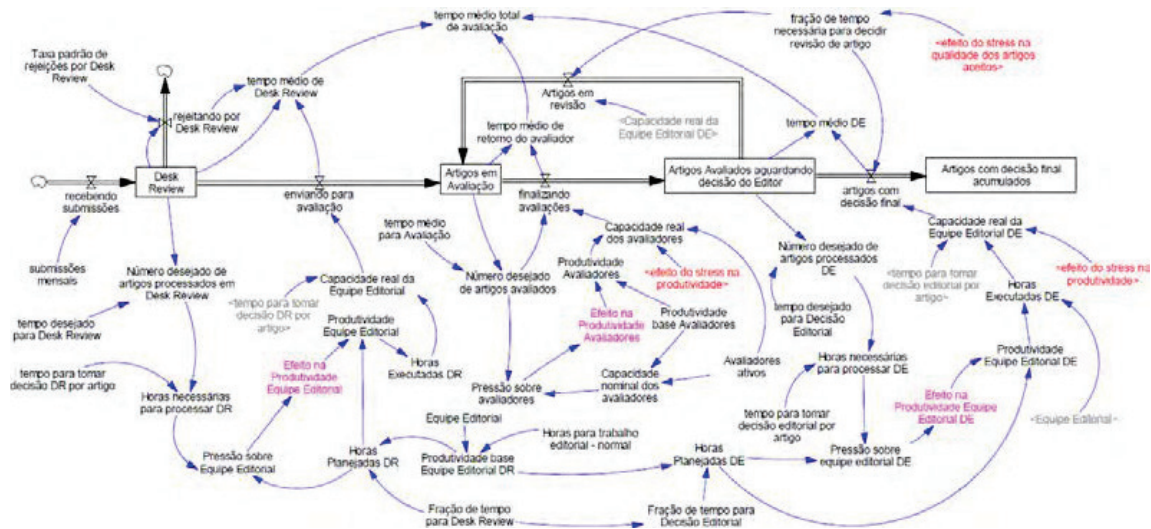 tempo médio total
de avaliação
fração de tempo
necessária para decidir
revisão de artigo
<efeito do stress na
qualidade dos artigos
aceitos>
Taxa padrão de
rejeições por Desk
Review
tempo médio de
Desk Review
rejeitando por
Desk Review
Artigos em
revisão
<Capacidade real da
Equipe Editorial DE>
tempo médio de
retorno do avaliador
tempo médio DE
Desk
Review
Artigos em
Avaliação
Artigos Avaliados aguardando
decisão do Editor
Artigos com decisão final
acumulados
recebendo
submissões
enviando para
avaliação
finalizando
avaliações
artigos com
decisão final
submissões
mensais
Número desejado de
artigos processados em
Desk Review
tempo desejado
para Desk Review
tempo para tomar
decisão DR por artigo
Horas necessárias
para processar DR
Pressão sobre
Equipe Editorial
Capacidade real da
Equipe Editorial
<tempo para tomar
decisão DR por
artigo>
Produtividade
Equipe Editorial
Efeito na
Produtividade
Equipe Editorial
Horas
Executadas DR
tempo médio
para Avaliação
Número desejado
de artigos avaliados
Capacidade real
dos avaliadores
Produtividade
Avaliadores
<efeito do stress na
produtividade>
Efeito na
Produtividade
Avaliadores
Produtividade
base Avaliadores
Avaliadores
ativos
Pressão sobre
avaliadores
Capacidade
nominal dos
avaliadores
Equipe Editorial
Horas para trabalho
editorial - normal
Horas
Planejadas DR
Produtividade base
Equipe Editorial DR
Fração de tempo
para Desk Review
Horas
Planejadas DE
Fração de tempo para
Decisão Editorial
Número desejado de
artigos processados
DE
tempo desejado
para Decisão
Editorial
Horas necessárias
para processar DE
tempo para tomar
decisão editorial por
artigo
Pressão sobre
equipe editorial DE
Efeito na
Produtividade Equipe
Editorial DE
Capacidade real da
Equipe Editorial DE
<tempo para tomar
decisão editorial por
artigo>
<efeito do stress na
produtividade>
Horas
Executadas DE
Produtividade
Equipe Editorial DE
<Equipe Editorial>